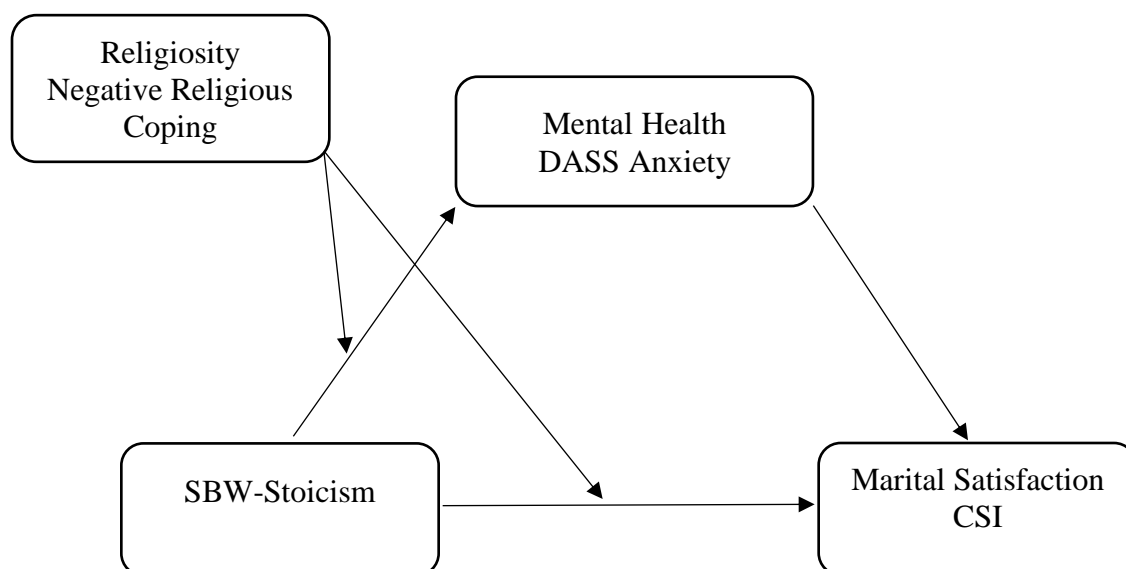 Religiosity
Negative Religious
Coping
Mental Health
DASS Anxiety
SBW-Stoicism
Marital Satisfaction
CSI